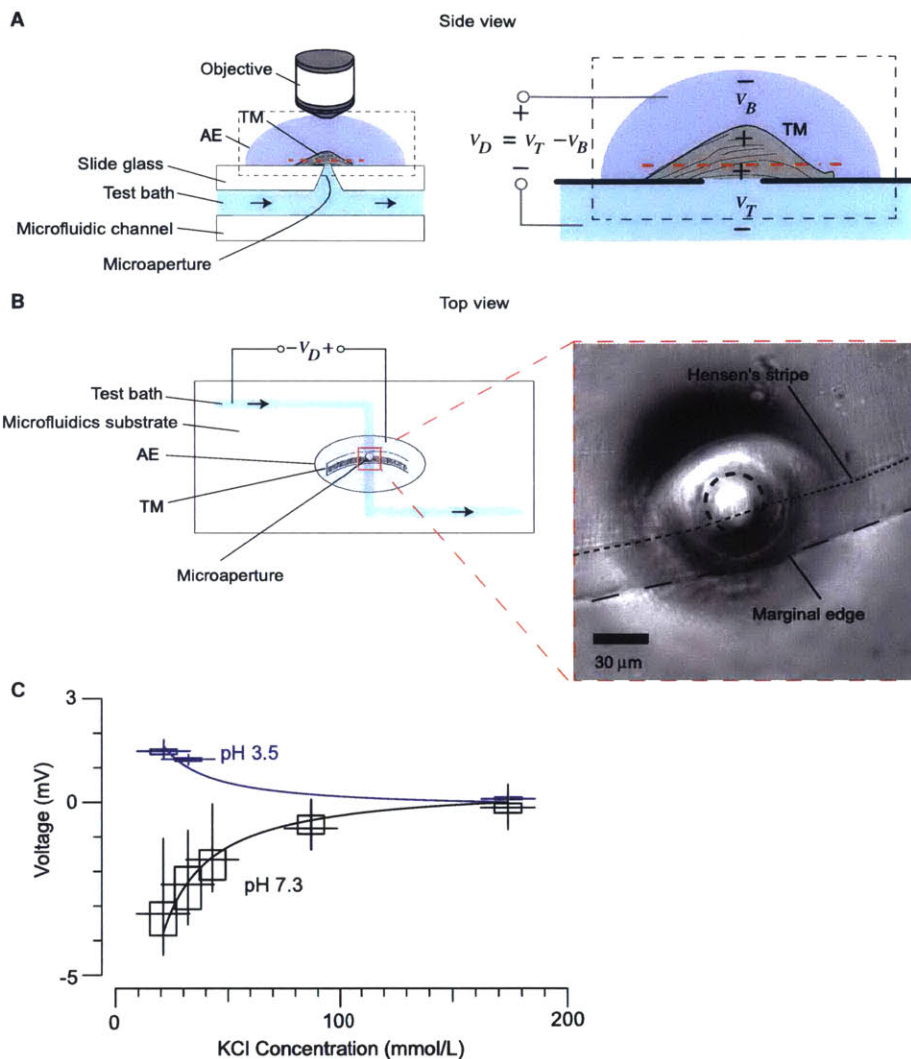 A
Side view
Objective
TM
AE
Slide glass
Test bath
Microfluidic channel
Microaperture
V_D = V_T − V_B
+
−
−
V_B
TM
+
+
V_T
−
B
Top view
−V_D+
Test bath
Microfluidics substrate
AE
TM
Microaperture
Hensen's stripe
Marginal edge
30 μm
C
3
0
-5
Voltage (mV)
pH 3.5
pH 7.3
0
100
200
KCl Concentration (mmol/L)